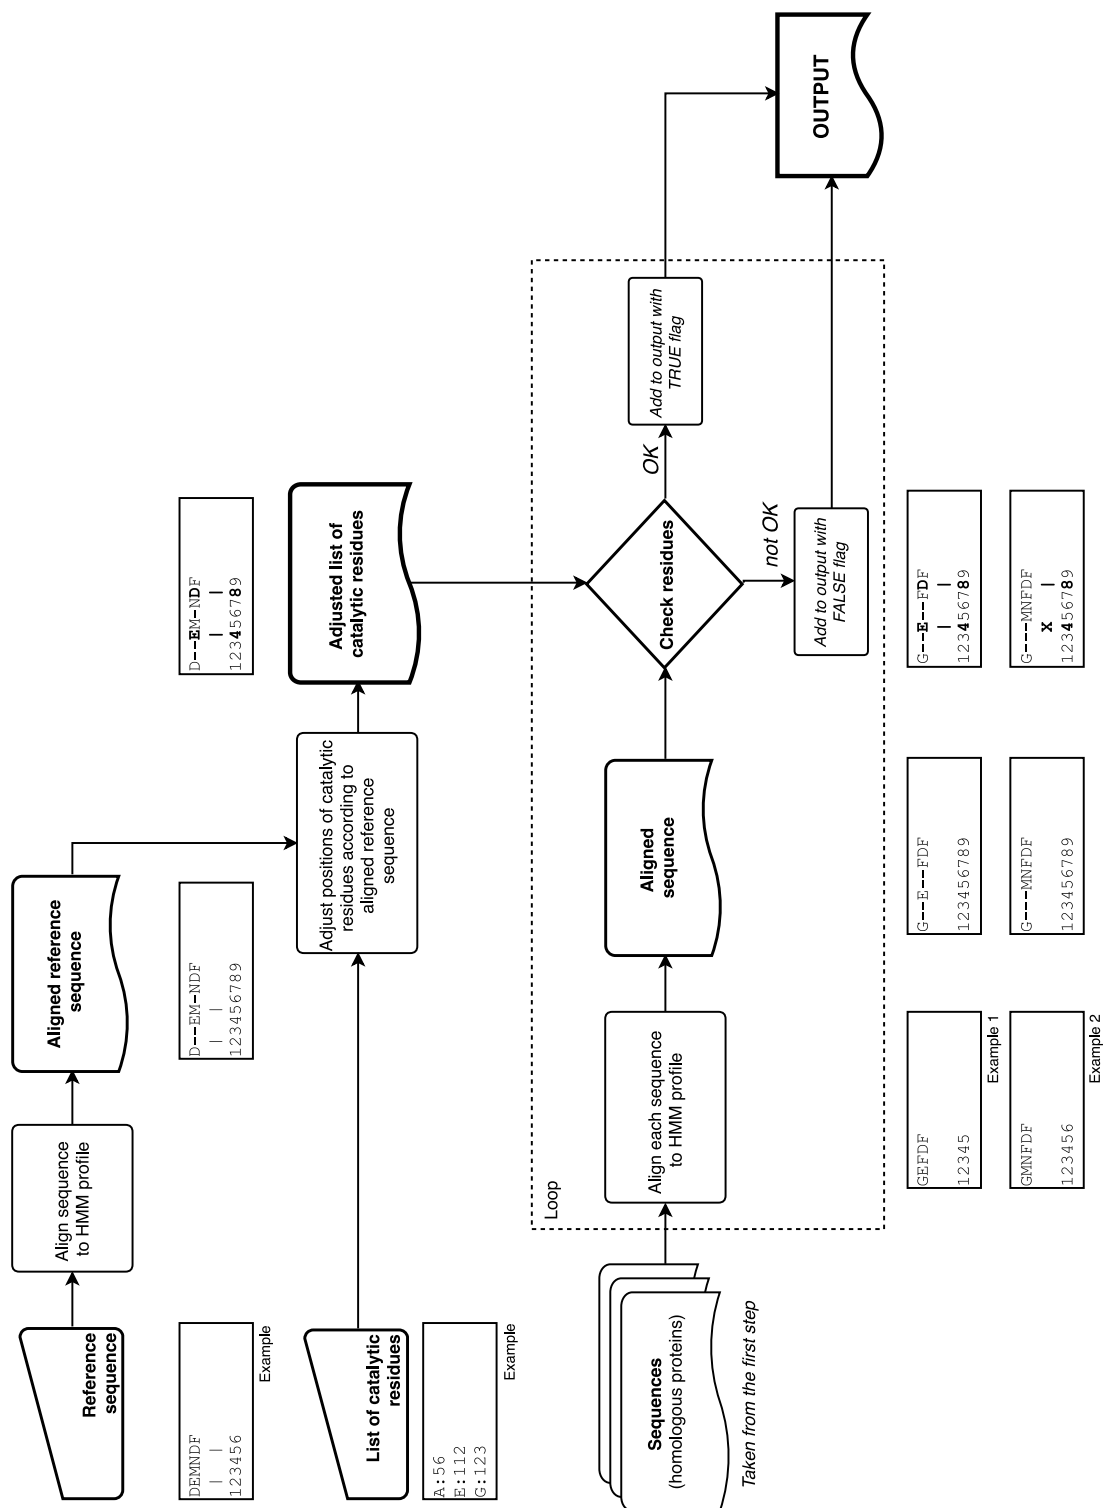 Reference
sequence
Align sequence
to HMM profile
Aligned reference
sequence
DEMNDF
| |
123456
Example
D--EM-NDF
| |
123456789
D--EM-NDF
| |
123456789
List of catalytic
residues
A:56
E:112
G:123
Example
Adjust positions of catalytic
residues according to
aligned reference
sequence
Adjusted list of
catalytic residues
Loop
Sequences
(homologous proteins)
Taken from the first step
Align each sequence
to HMM profile
Aligned
sequence
Check residues
OK
Add to output with
TRUE flag
not OK
Add to output with
FALSE flag
OUTPUT
GEFDF
12345
Example 1
G--E--FDF
123456789
G--E--FDF
| |
123456789
GMNFDF
123456
Example 2
G---MNFDF
123456789
G---MNFDF
X |
123456789